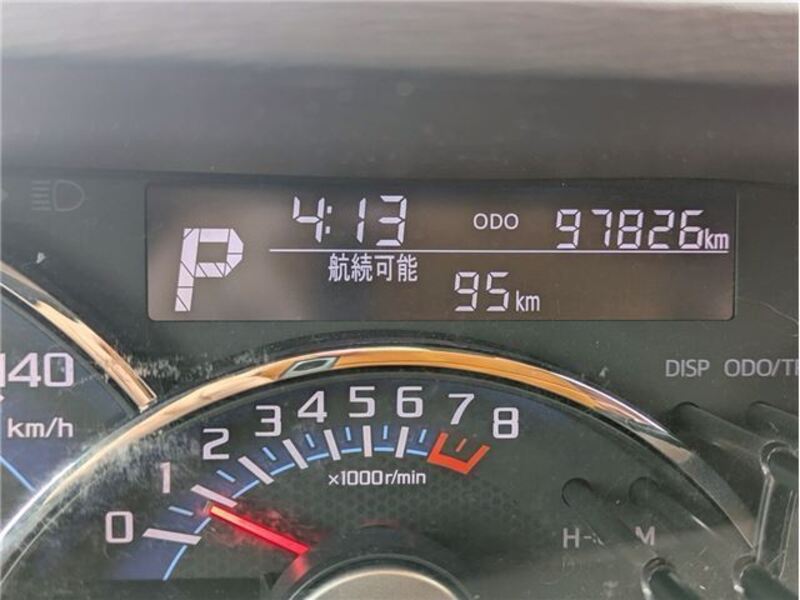 P 4:13 ODO 97826km
航続可能 95km
DISP ODO/T
140
km/h
0 1 2 3 4 5 6 7 8
×1000r/min